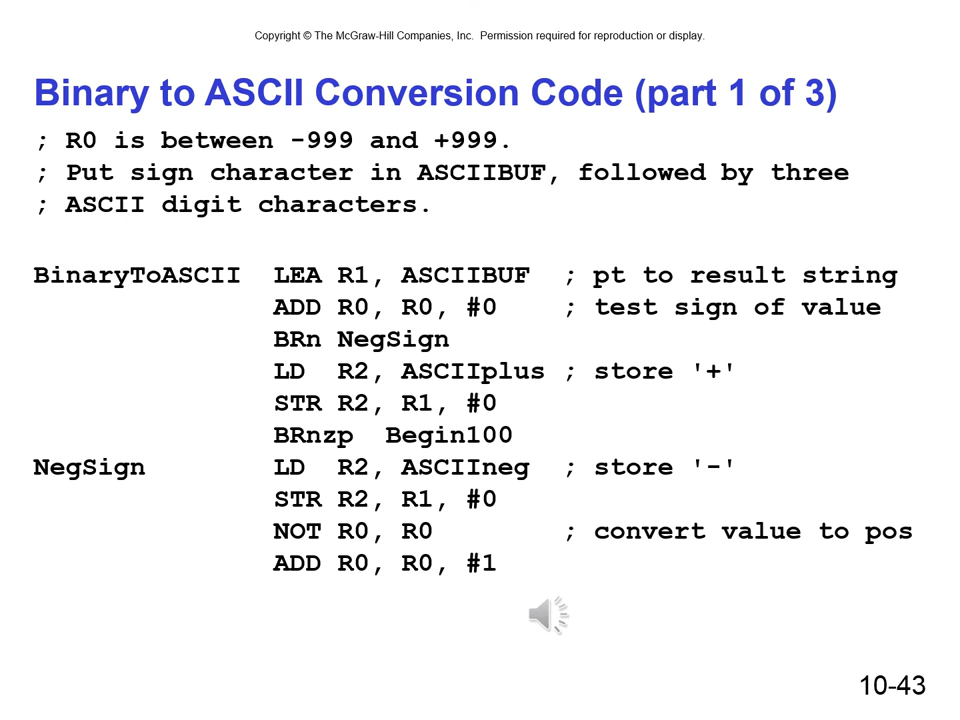 Copyright © The McGraw-Hill Companies, Inc.  Permission required for reproduction or display.
Binary to ASCII Conversion Code (part 1 of 3)
; R0 is between -999 and +999.
; Put sign character in ASCIIBUF, followed by three
; ASCII digit characters.
BinaryToASCII  LEA R1, ASCIIBUF  ; pt to result string
               ADD R0, R0, #0    ; test sign of value
               BRn NegSign
               LD  R2, ASCIIplus ; store '+'
               STR R2, R1, #0
               BRnzp  Begin100
NegSign        LD  R2, ASCIIneg  ; store '-'
               STR R2, R1, #0
               NOT R0, R0        ; convert value to pos
               ADD R0, R0, #1
10-43